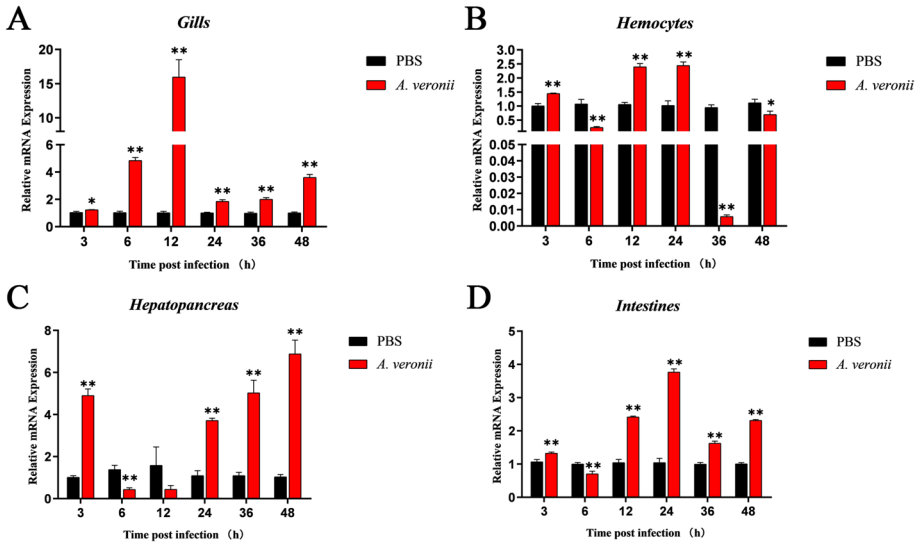 A
Gills
Relative mRNA Expression
20
15
10
6
4
2
0
**
**
*
**
**
**
3 6 12 24 36 48
Time post infection （h）
PBS
A. veronii
B
Hemocytes
Relative mRNA Expression
3.0
2.5
2.0
1.5
1.0
0.5
0.05
0.04
0.03
0.02
0.01
0.00
**
**
**
**
**
*
3 6 12 24 36 48
Time post infection （h）
PBS
A. veronii
C
Hepatopancreas
Relative mRNA Expression
8
6
4
2
0
**
**
**
**
**
3 6 12 24 36 48
Time post infection （h）
PBS
A. veronii
D
Intestines
Relative mRNA Expression
5
4
3
2
1
0
**
**
**
**
**
**
3 6 12 24 36 48
Time post infection （h）
PBS
A. veronii